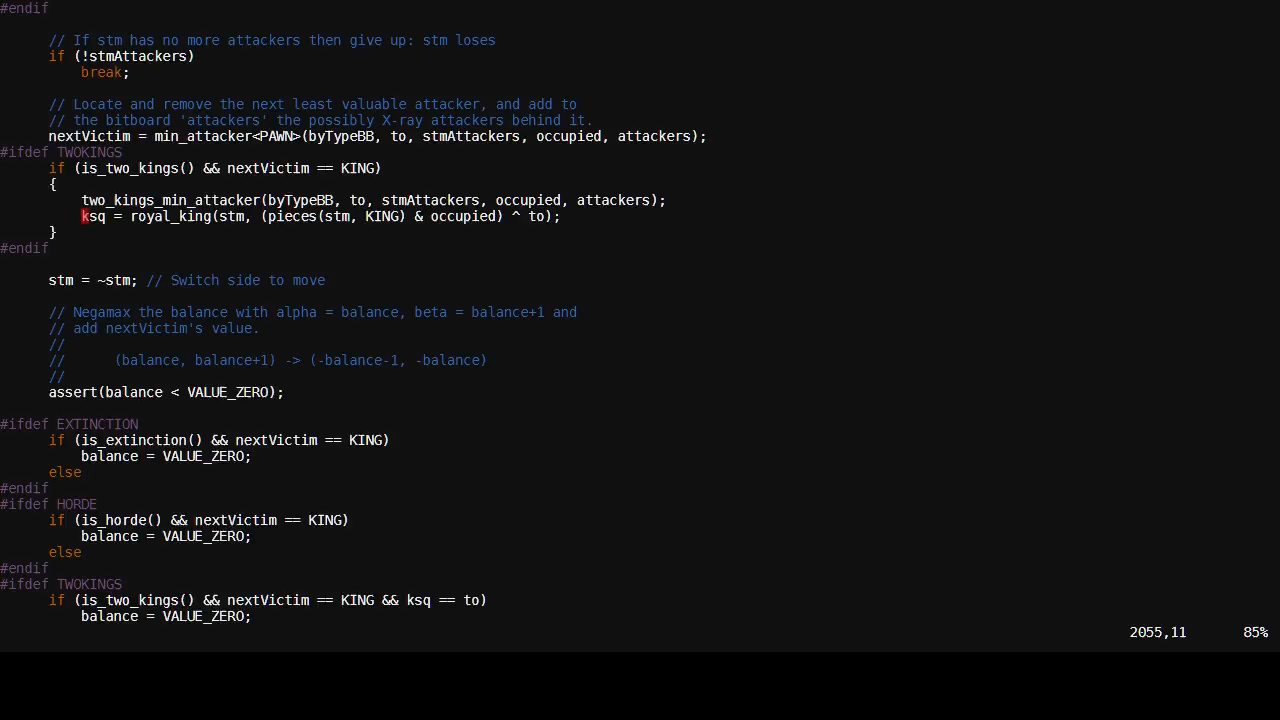 #endif
// If stm has no more attackers then give up: stm loses
if (!stmAttackers)
break;
// Locate and remove the next least valuable attacker, and add to
// the bitboard 'attackers' the possibly X-ray attackers behind it.
nextVictim = min_attacker<PAWN>(byTypeBB, to, stmAttackers, occupied, attackers);
#ifdef TWOKINGS
if (is_two_kings() && nextVictim == KING)
{
two_kings_min_attacker(byTypeBB, to, stmAttackers, occupied, attackers);
ksq = royal_king(stm, (pieces(stm, KING) & occupied) ^ to);
}
#endif
stm = ~stm; // Switch side to move
// Negamax the balance with alpha = balance, beta = balance+1 and
// add nextVictim's value.
//
//      (balance, balance+1) -> (-balance-1, -balance)
//
assert(balance < VALUE_ZERO);
#ifdef EXTINCTION
if (is_extinction() && nextVictim == KING)
balance = VALUE_ZERO;
else
#endif
#ifdef HORDE
if (is_horde() && nextVictim == KING)
balance = VALUE_ZERO;
else
#endif
#ifdef TWOKINGS
if (is_two_kings() && nextVictim == KING && ksq == to)
balance = VALUE_ZERO;
2055,11 85%